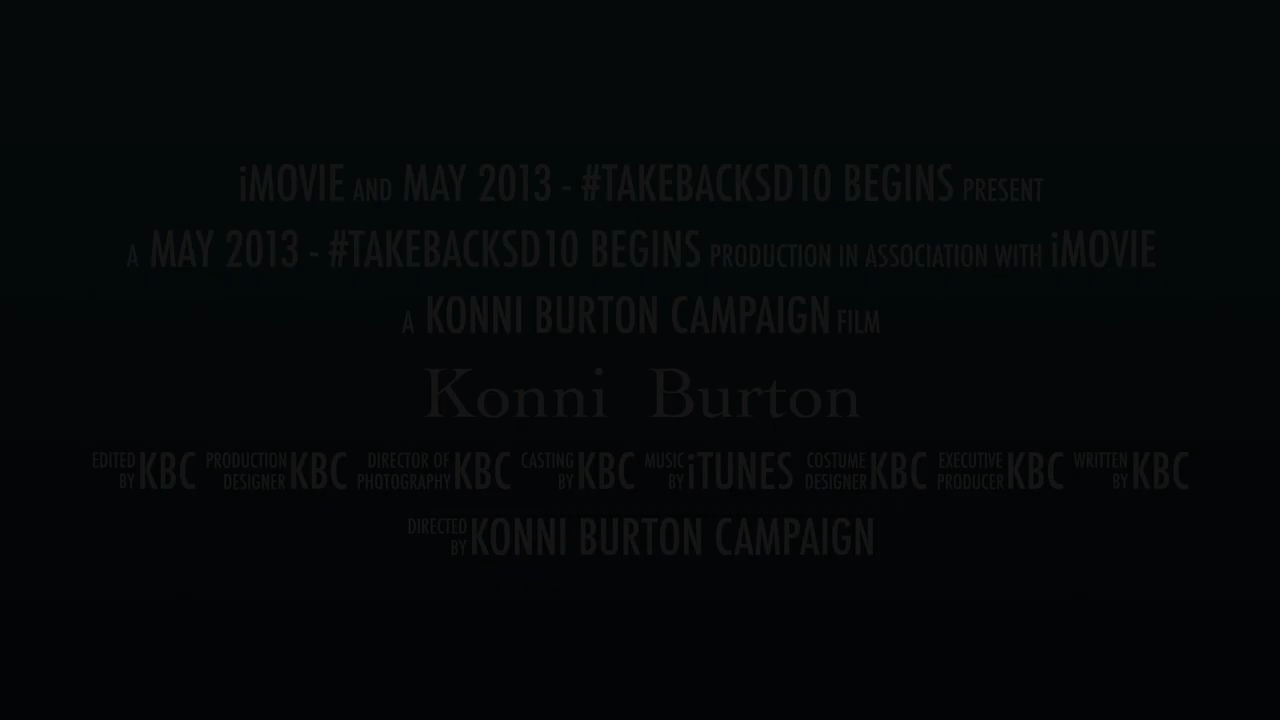 iMOVIE AND MAY 2013 - #TAKEBACKSD10 BEGINS PRESENT
A MAY 2013 - #TAKEBACKSD10 BEGINS PRODUCTION IN ASSOCIATION WITH iMOVIE
A KONNI BURTON CAMPAIGN FILM
Konni Burton
EDITED BY KBC PRODUCTION DESIGNER KBC DIRECTOR OF PHOTOGRAPHY KBC CASTING BY KBC MUSIC BY iTUNES COSTUME DESIGNER KBC EXECUTIVE PRODUCER KBC WRITTEN BY KBC
DIRECTED BY KONNI BURTON CAMPAIGN